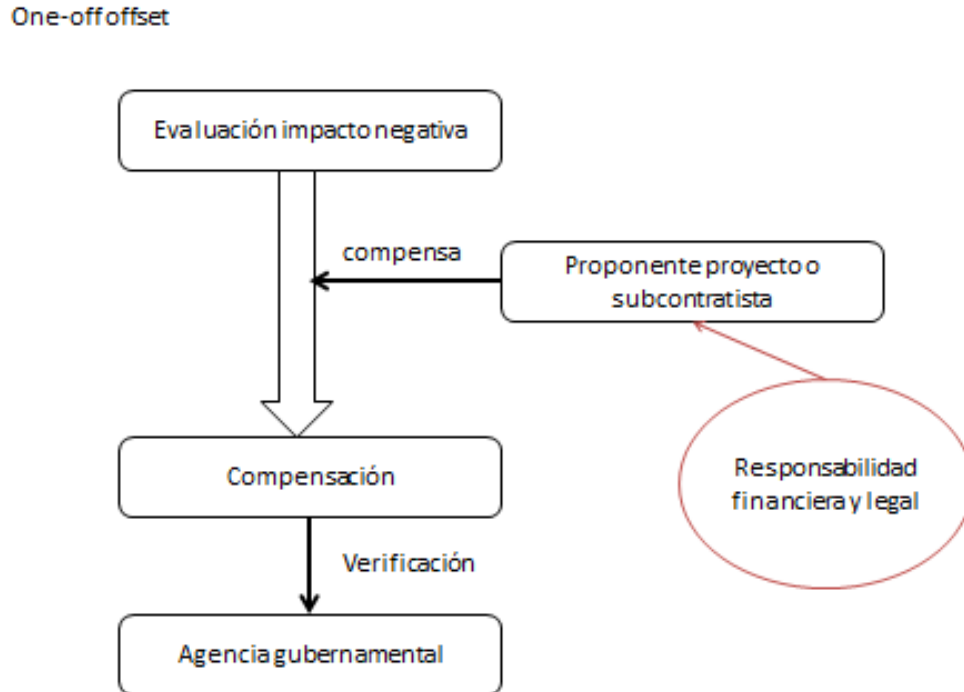 One-off offset
Evaluación impacto negativa
compensa
Proponente proyecto o
subcontratista
Responsabilidad
financiera y legal
Compensación
Verificación
Agencia gubernamental